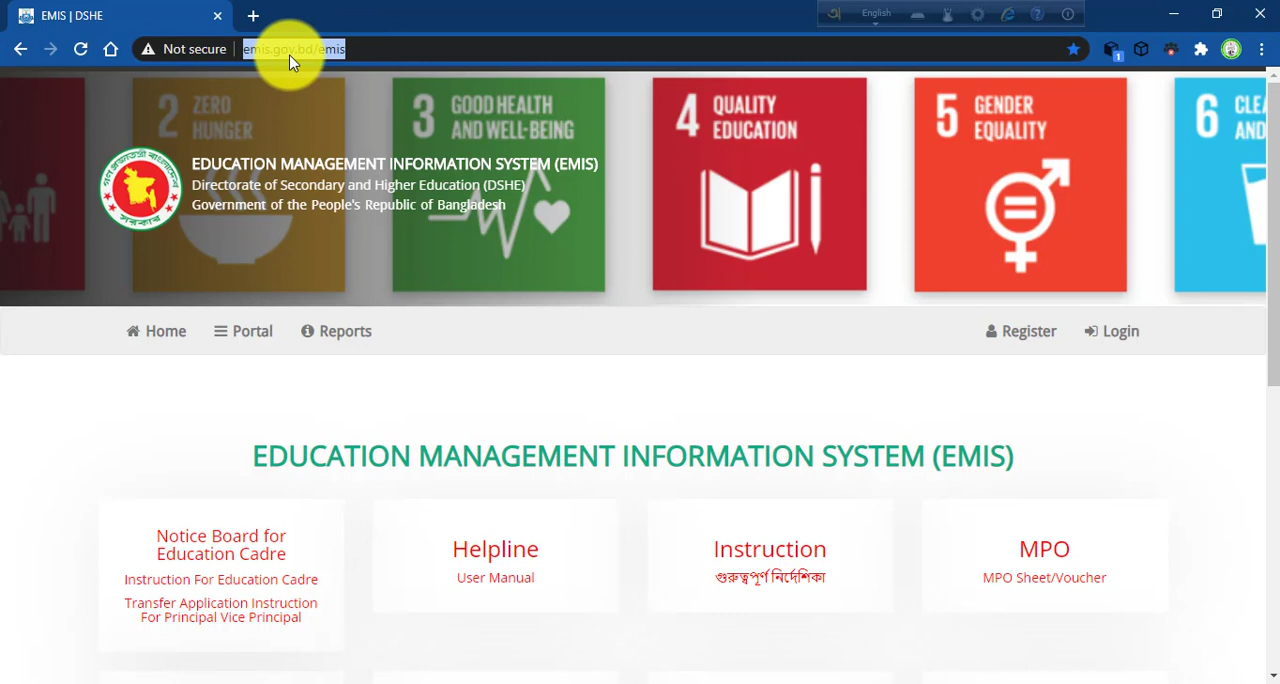 EMIS | DSHE
English
Not secure
emis.gov.bd/emis
1
2 ZERO HUNGER
3 GOOD HEALTH AND WELL-BEING
4 QUALITY EDUCATION
5 GENDER EQUALITY
6
EDUCATION MANAGEMENT INFORMATION SYSTEM (EMIS)
Directorate of Secondary and Higher Education (DSHE)
Government of the People's Republic of Bangladesh
Home
Portal
Reports
Register
Login
EDUCATION MANAGEMENT INFORMATION SYSTEM (EMIS)
Notice Board for
Education Cadre
Instruction For Education Cadre
Transfer Application Instruction
For Principal Vice Principal
Helpline
User Manual
Instruction
গুরুত্বপূর্ণ নির্দেশিকা
MPO
MPO Sheet/Voucher